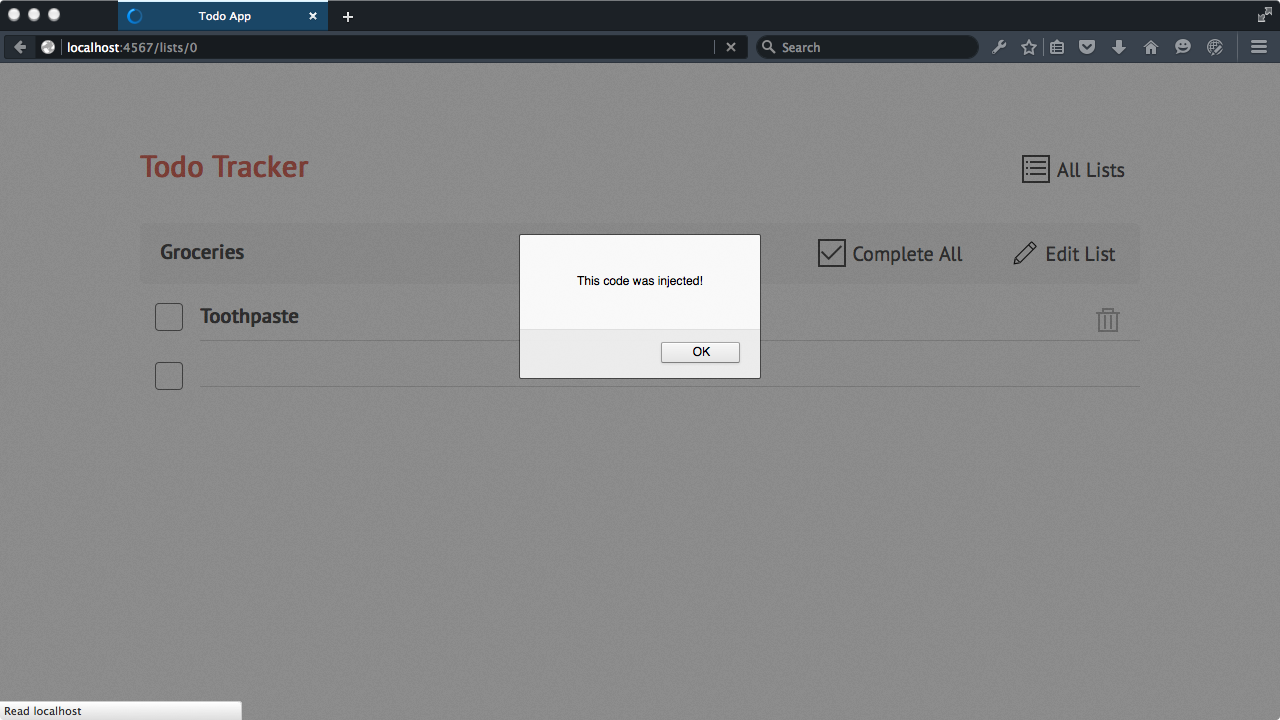 Todo App
localhost:4567/lists/0
Search
Todo Tracker
All Lists
Groceries
Complete All
Edit List
This code was injected!
OK
Toothpaste
Read localhost